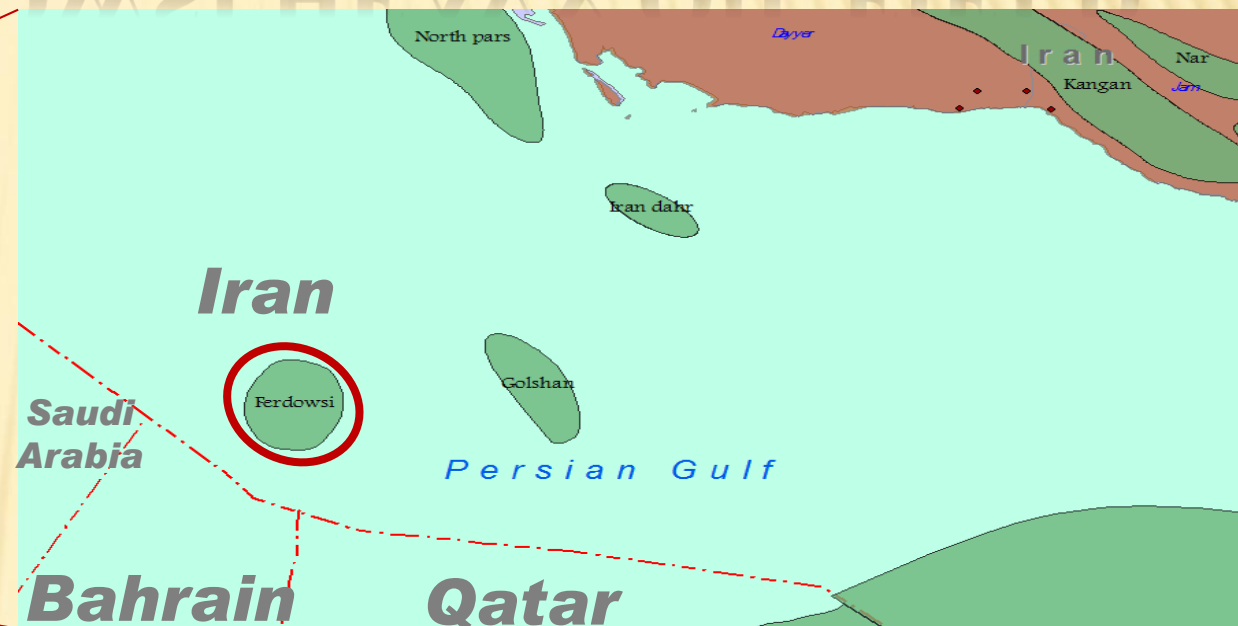 North pars
Dayyer
Iran
Nar
Kangan
Jam
Iran dahr
Iran
Golshan
Ferdowsi
Saudi
Arabia
Persian Gulf
Bahrain
Qatar